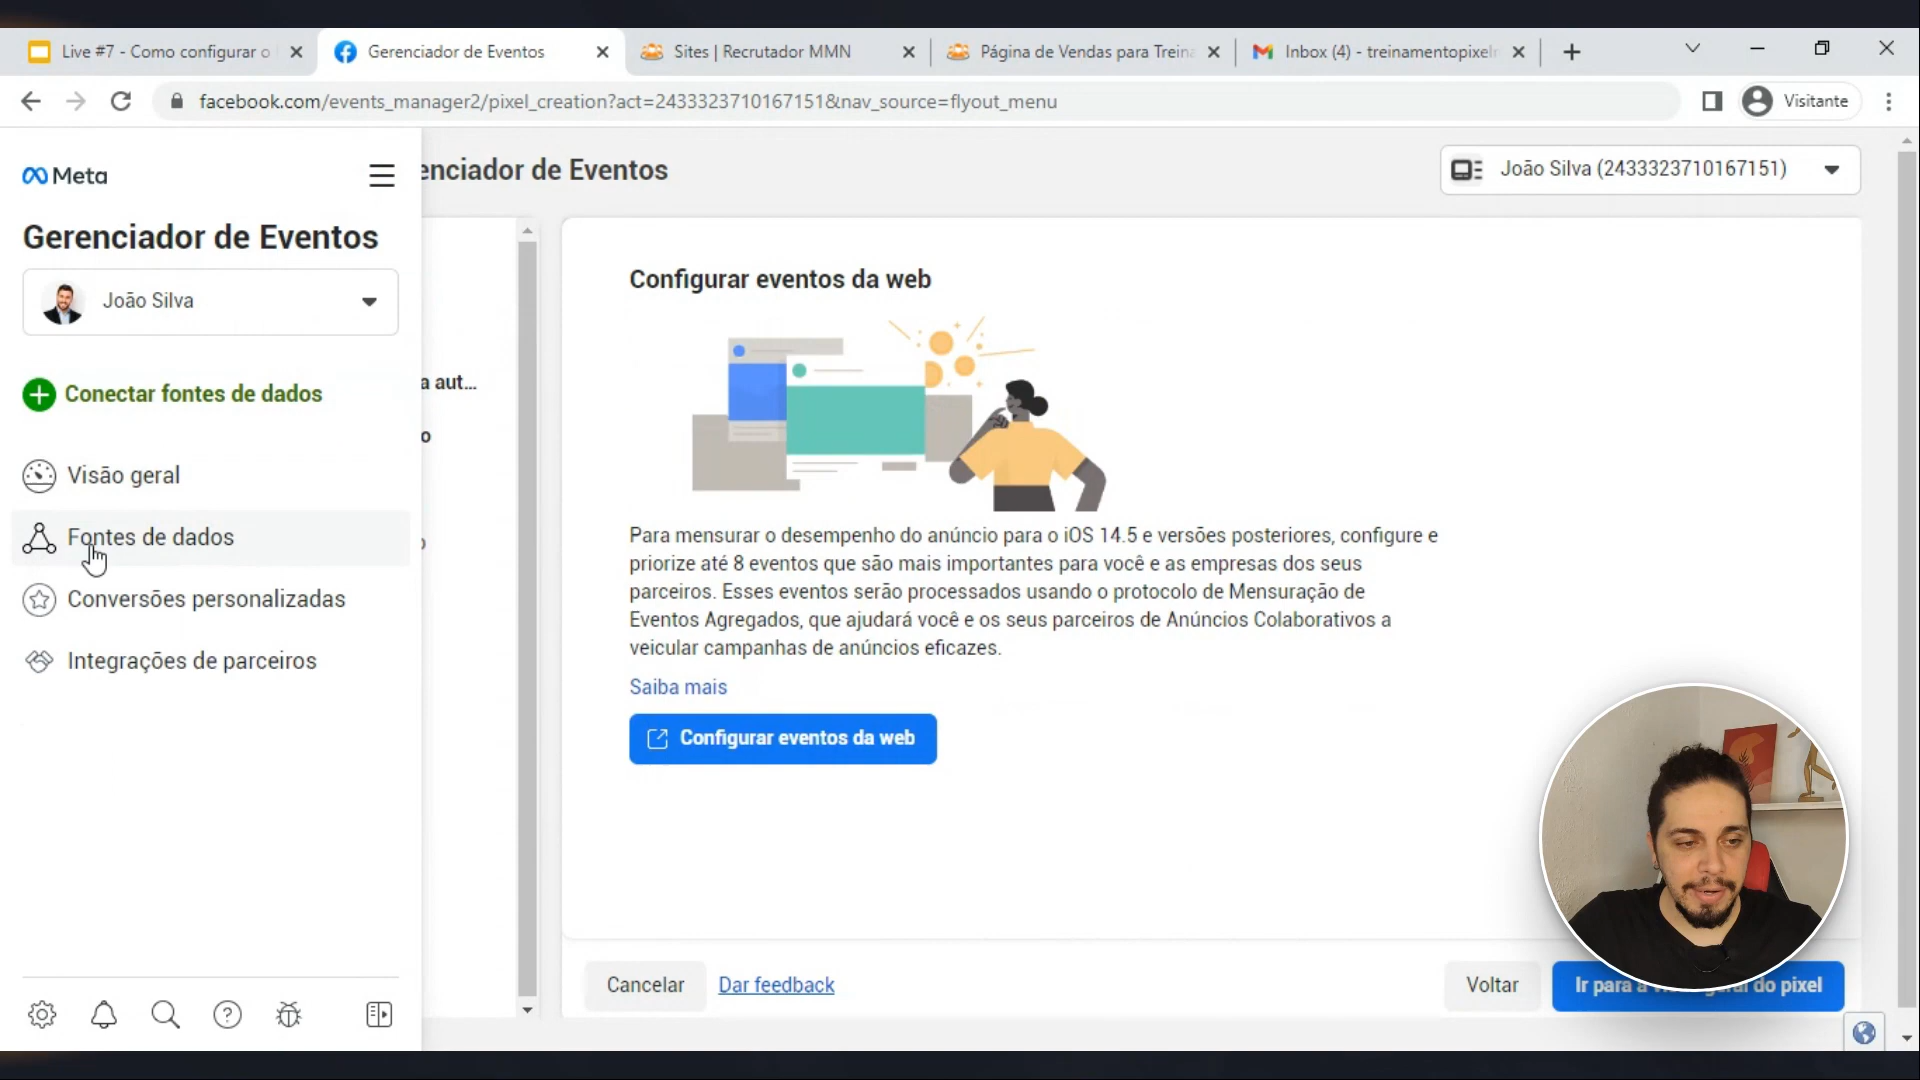 Live #7 - Como configurar o
Gerenciador de Eventos
Sites | Recrutador MMN
Página de Vendas para Treina
Inbox (4) - treinamentopixeln
facebook.com/events_manager2/pixel_creation?act=2433323710167151&nav_source=flyout_menu
Visitante
Meta
enciador de Eventos
João Silva (2433323710167151)
Gerenciador de Eventos
João Silva
Conectar fontes de dados
Visão geral
Fontes de dados
Conversões personalizadas
Integrações de parceiros
a aut...
o
Configurar eventos da web
Para mensurar o desempenho do anúncio para o iOS 14.5 e versões posteriores, configure e
priorize até 8 eventos que são mais importantes para você e as empresas dos seus
parceiros. Esses eventos serão processados usando o protocolo de Mensuração de
Eventos Agregados, que ajudará você e os seus parceiros de Anúncios Colaborativos a
veicular campanhas de anúncios eficazes.
Saiba mais
Configurar eventos da web
Cancelar
Dar feedback
Voltar
Ir para a do pixel